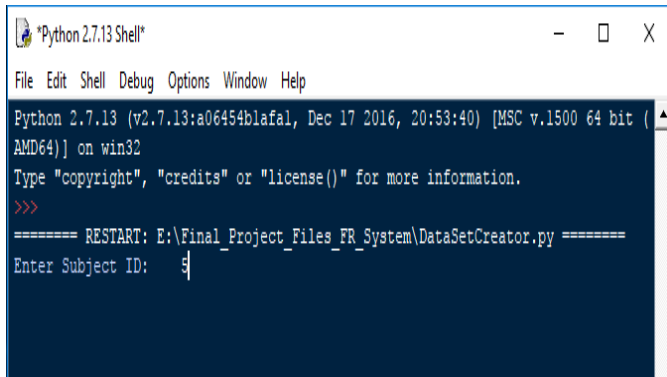 *Python 2.7.13 Shell*
File Edit Shell Debug Options Window Help
Python 2.7.13 (v2.7.13:a06454b1afa1, Dec 17 2016, 20:53:40) [MSC v.1500 64 bit (
AMD64)] on win32
Type "copyright", "credits" or "license()" for more information.
>>>
======== RESTART: E:\Final_Project_Files_FR_System\DataSetCreator.py ========
Enter Subject ID: 5